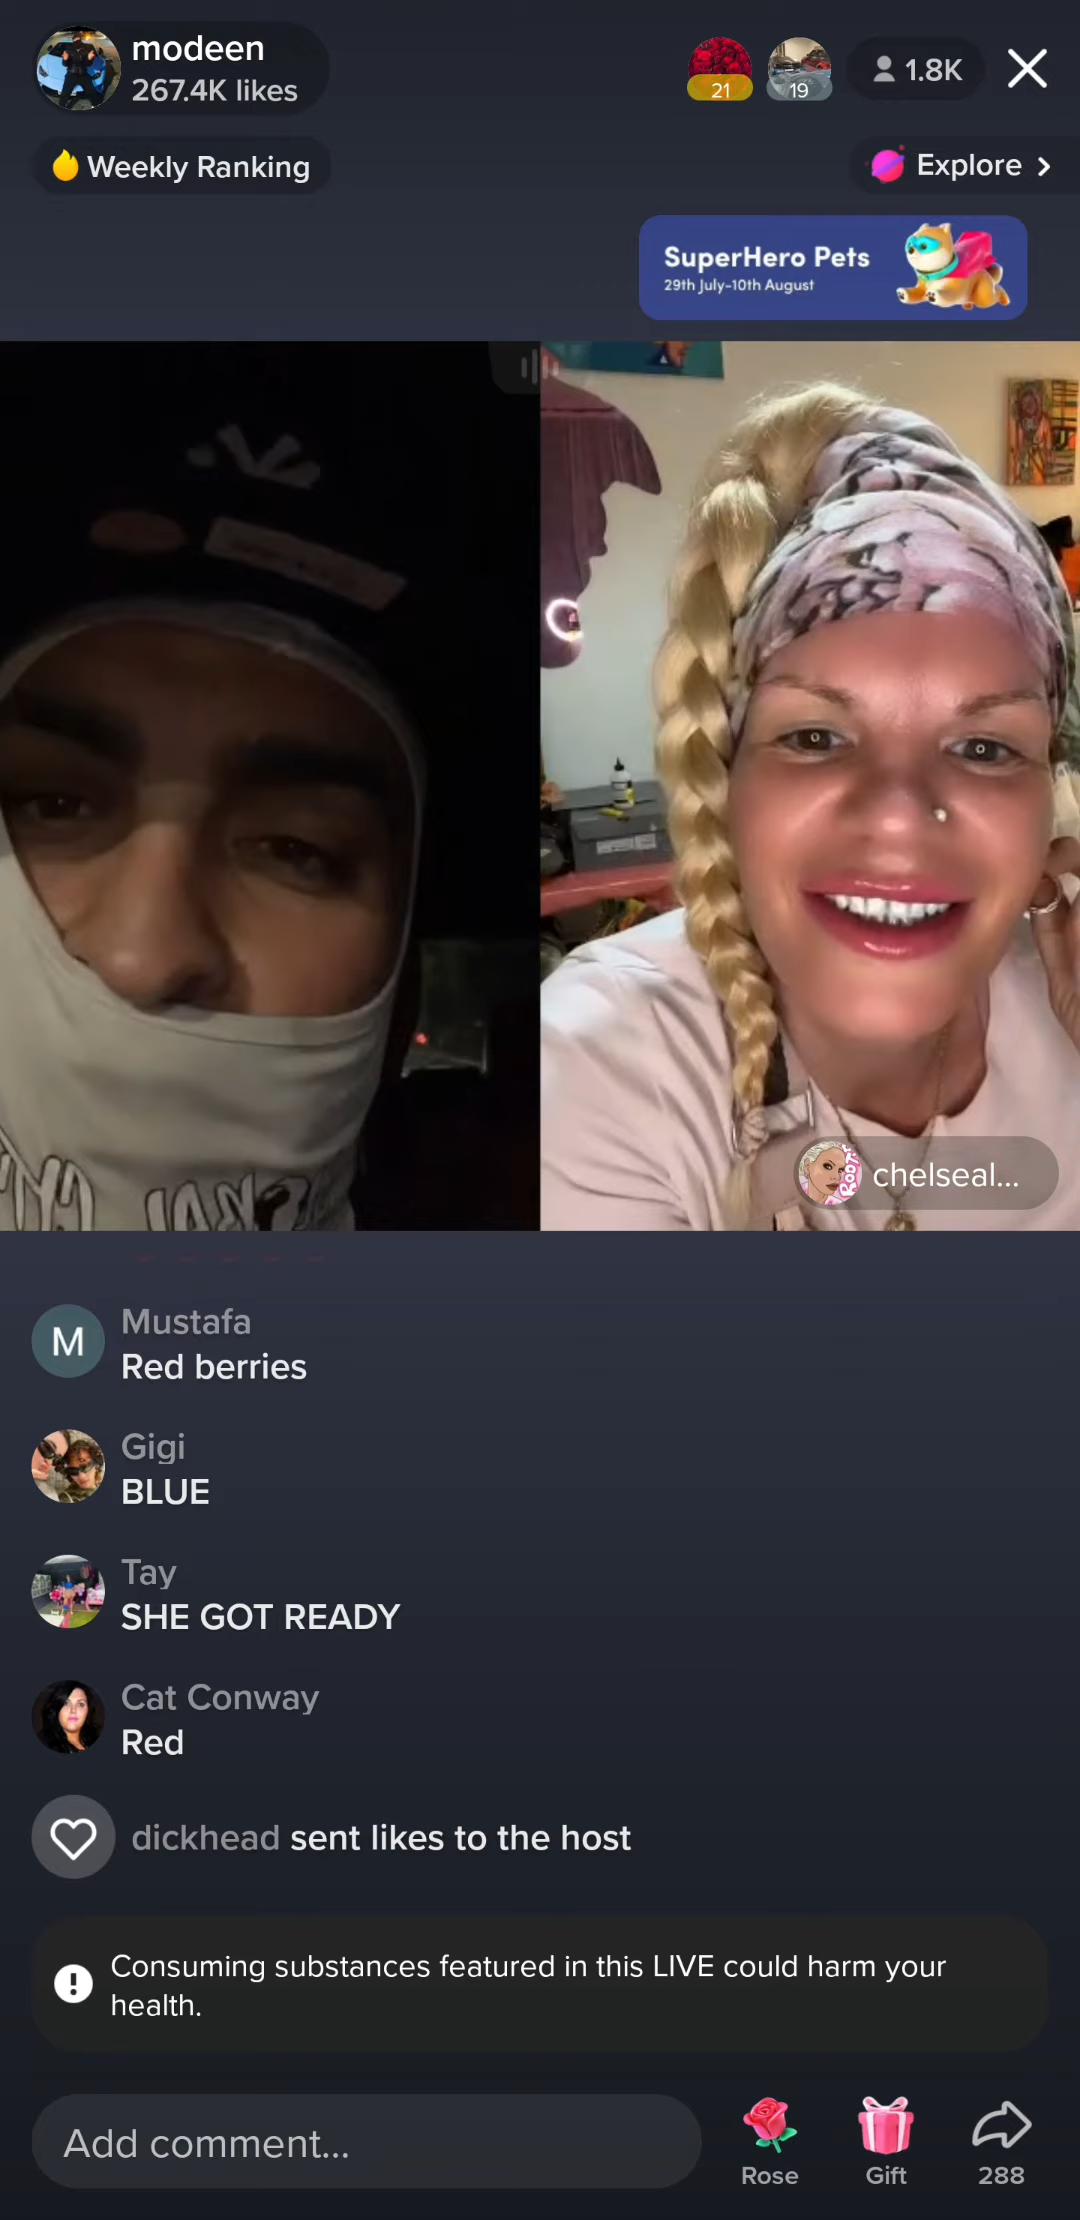 modeen
267.4K likes
21
19
1.8K
Weekly Ranking
Explore
SuperHero Pets
29th July-10th August
chelseal...
M
Mustafa
Red berries
Gigi
BLUE
Tay
SHE GOT READY
Cat Conway
Red
dickhead sent likes to the host
Consuming substances featured in this LIVE could harm your
health.
Add comment...
Rose
Gift
288